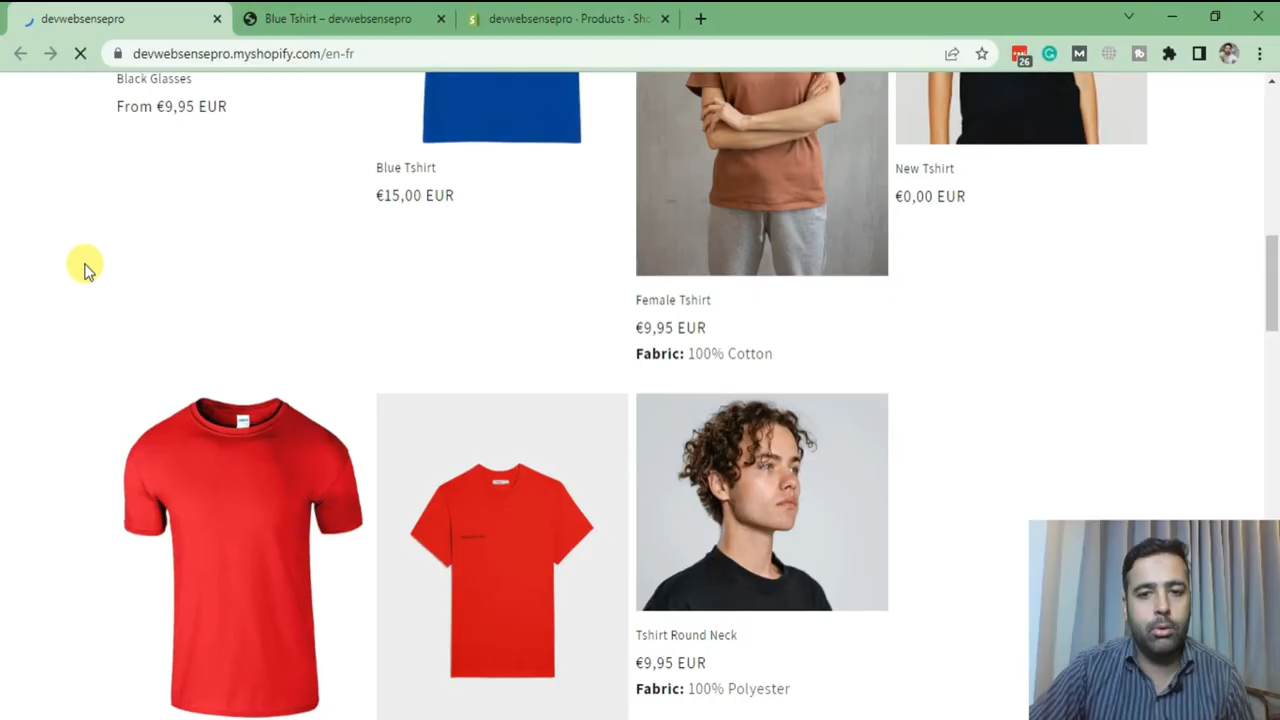 devwebsensepro
Blue Tshirt – devwebsensepro
devwebsensepro · Products · Sho
devwebsensepro.myshopify.com/en-fr
26
M
Black Glasses
From €9,95 EUR
Blue Tshirt
€15,00 EUR
New Tshirt
€0,00 EUR
Female Tshirt
€9,95 EUR
Fabric: 100% Cotton
Tshirt Round Neck
€9,95 EUR
Fabric: 100% Polyester